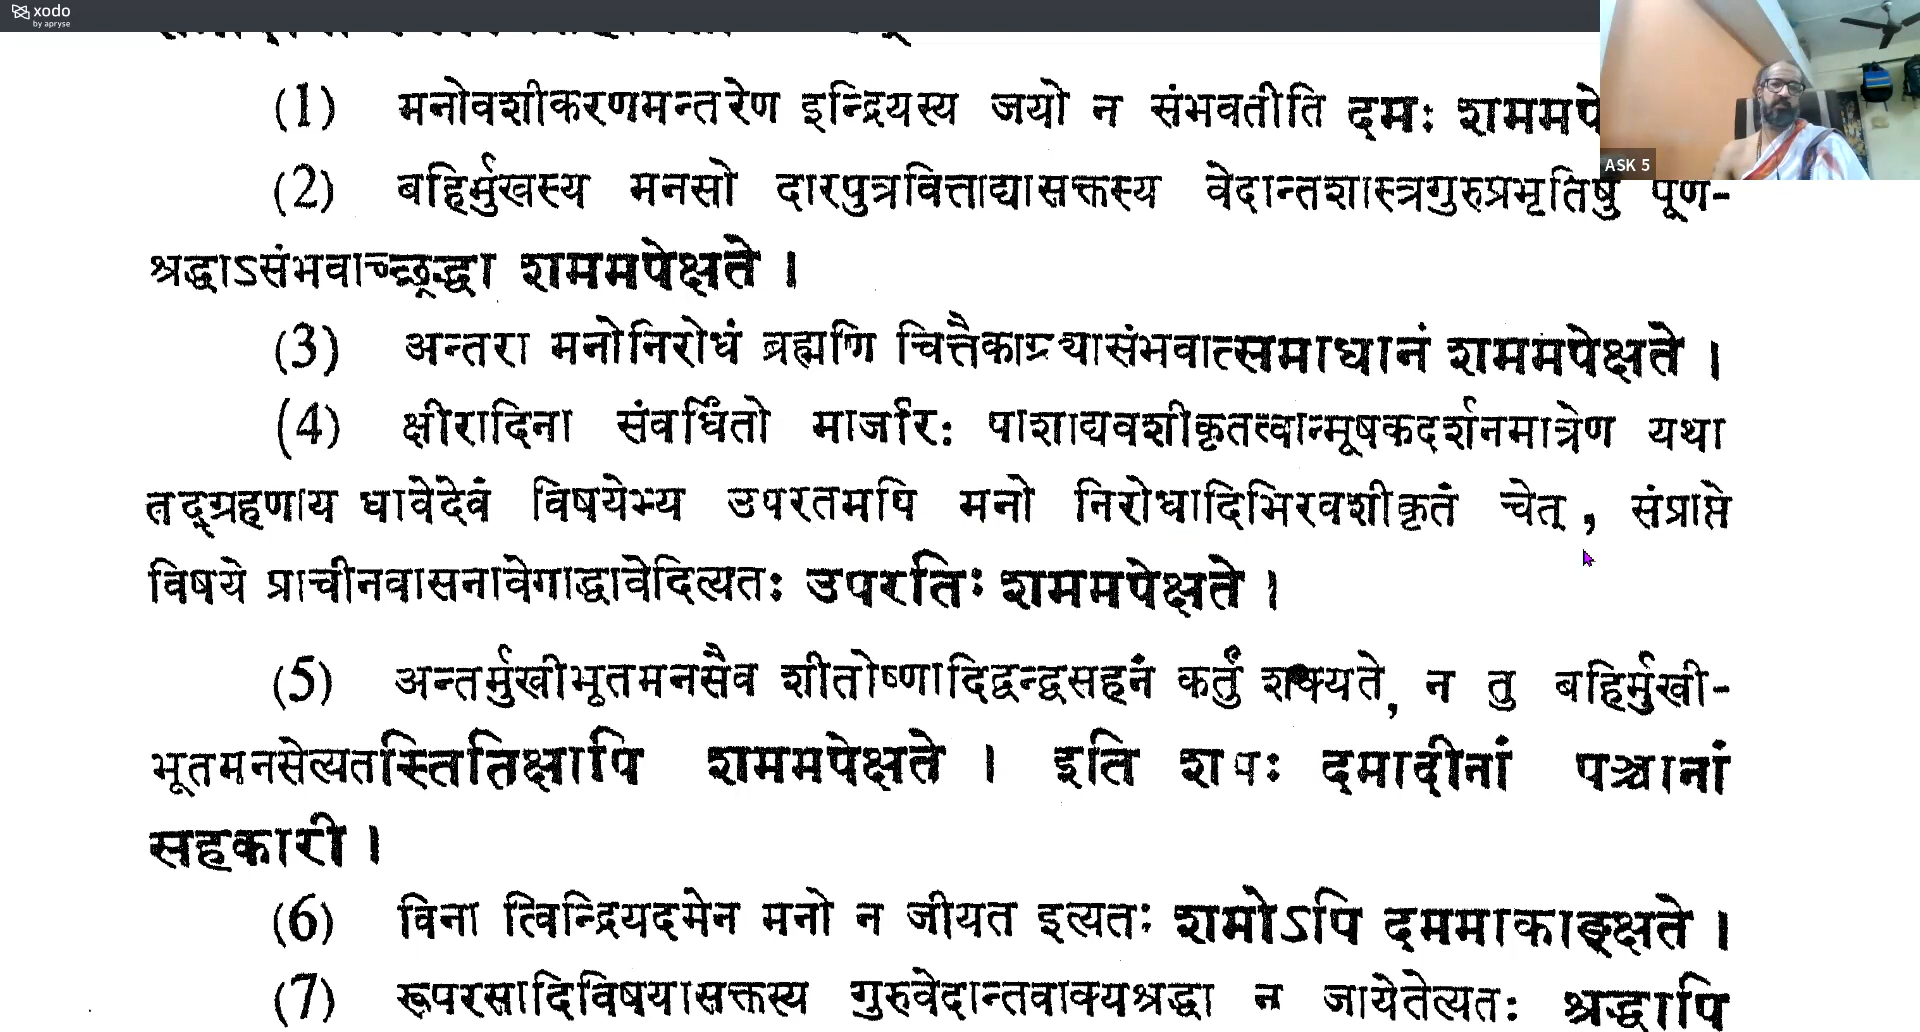 xodo
by apryse
ASK 5
(1) मनोवशीकरणमन्तरेण इन्द्रियस्य जयो न संभवतीति दमः शममपे
(2) बहिर्मुखस्य मनसो दारपुत्रवित्ताद्यासक्तस्य वेदान्तशास्त्रगुरुप्रभृतिषु पूण-
श्रद्धाऽसंभवाच्छ्रद्धा शममपेक्षते ।
(3) अन्तरा मनोनिरोधं ब्रह्मणि चित्तैकाग्र्यासंभवात्समाधानं शममपेक्षते ।
(4) क्षीरादिना संवर्धितो मार्जारः पाशाद्यवशीकृतत्वान्मूषकदर्शनमात्रेण यथा
तद्ग्रहणाय धावेदेवं विषयेभ्य उपरतमपि मनो निरोधादिभिरवशीकृतं चेत्, संप्राप्ते
विषये प्राचीनवासनावेगाद्धावेदित्यतः उपरतिः शममपेक्षते ।
(5) अन्तर्मुखीभूतमनसैव शीतोष्णादिद्वन्द्वसहनं कर्तुं शक्यते, न तु बहिर्मुखी-
भूतमनसेत्यतस्तितिक्षापि शममपेक्षते । इति शमः दमादीनां पञ्चानां
सहकारी ।
(6) विना त्विन्द्रियदमेन मनो न जीयत इत्यतः शमोऽपि दममाकाङ्क्षते ।
(7) रूपरसादिविषयासक्तस्य गुरुवेदान्तवाक्यश्रद्धा न जायेतेत्यतः श्रद्धापि